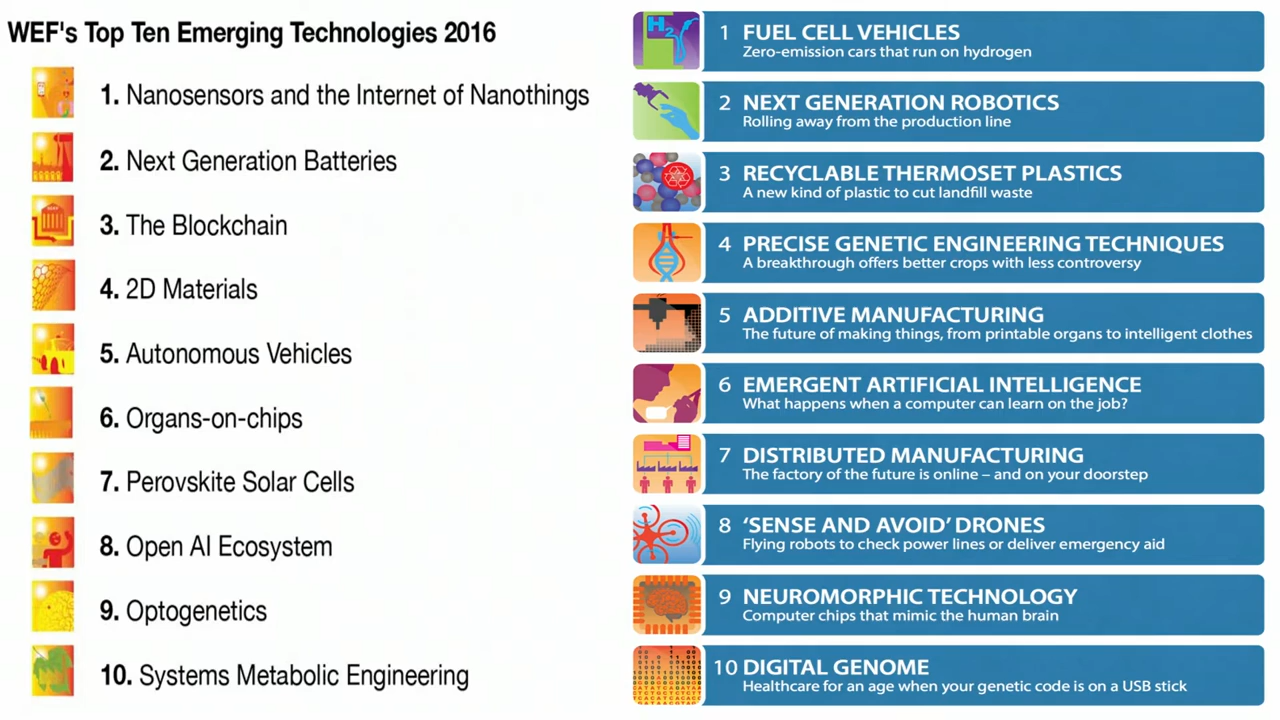 WEF's Top Ten Emerging Technologies 2016
1. Nanosensors and the Internet of Nanothings
2. Next Generation Batteries
3. The Blockchain
4. 2D Materials
5. Autonomous Vehicles
6. Organs-on-chips
7. Perovskite Solar Cells
8. Open AI Ecosystem
9. Optogenetics
10. Systems Metabolic Engineering
H2
1 FUEL CELL VEHICLES
Zero-emission cars that run on hydrogen
2 NEXT GENERATION ROBOTICS
Rolling away from the production line
3 RECYCLABLE THERMOSET PLASTICS
A new kind of plastic to cut landfill waste
4 PRECISE GENETIC ENGINEERING TECHNIQUES
A breakthrough offers better crops with less controversy
5 ADDITIVE MANUFACTURING
The future of making things, from printable organs to intelligent clothes
6 EMERGENT ARTIFICIAL INTELLIGENCE
What happens when a computer can learn on the job?
7 DISTRIBUTED MANUFACTURING
The factory of the future is online – and on your doorstep
8 ‘SENSE AND AVOID’ DRONES
Flying robots to check power lines or deliver emergency aid
9 NEUROMORPHIC TECHNOLOGY
Computer chips that mimic the human brain
10 DIGITAL GENOME
Healthcare for an age when your genetic code is on a USB stick